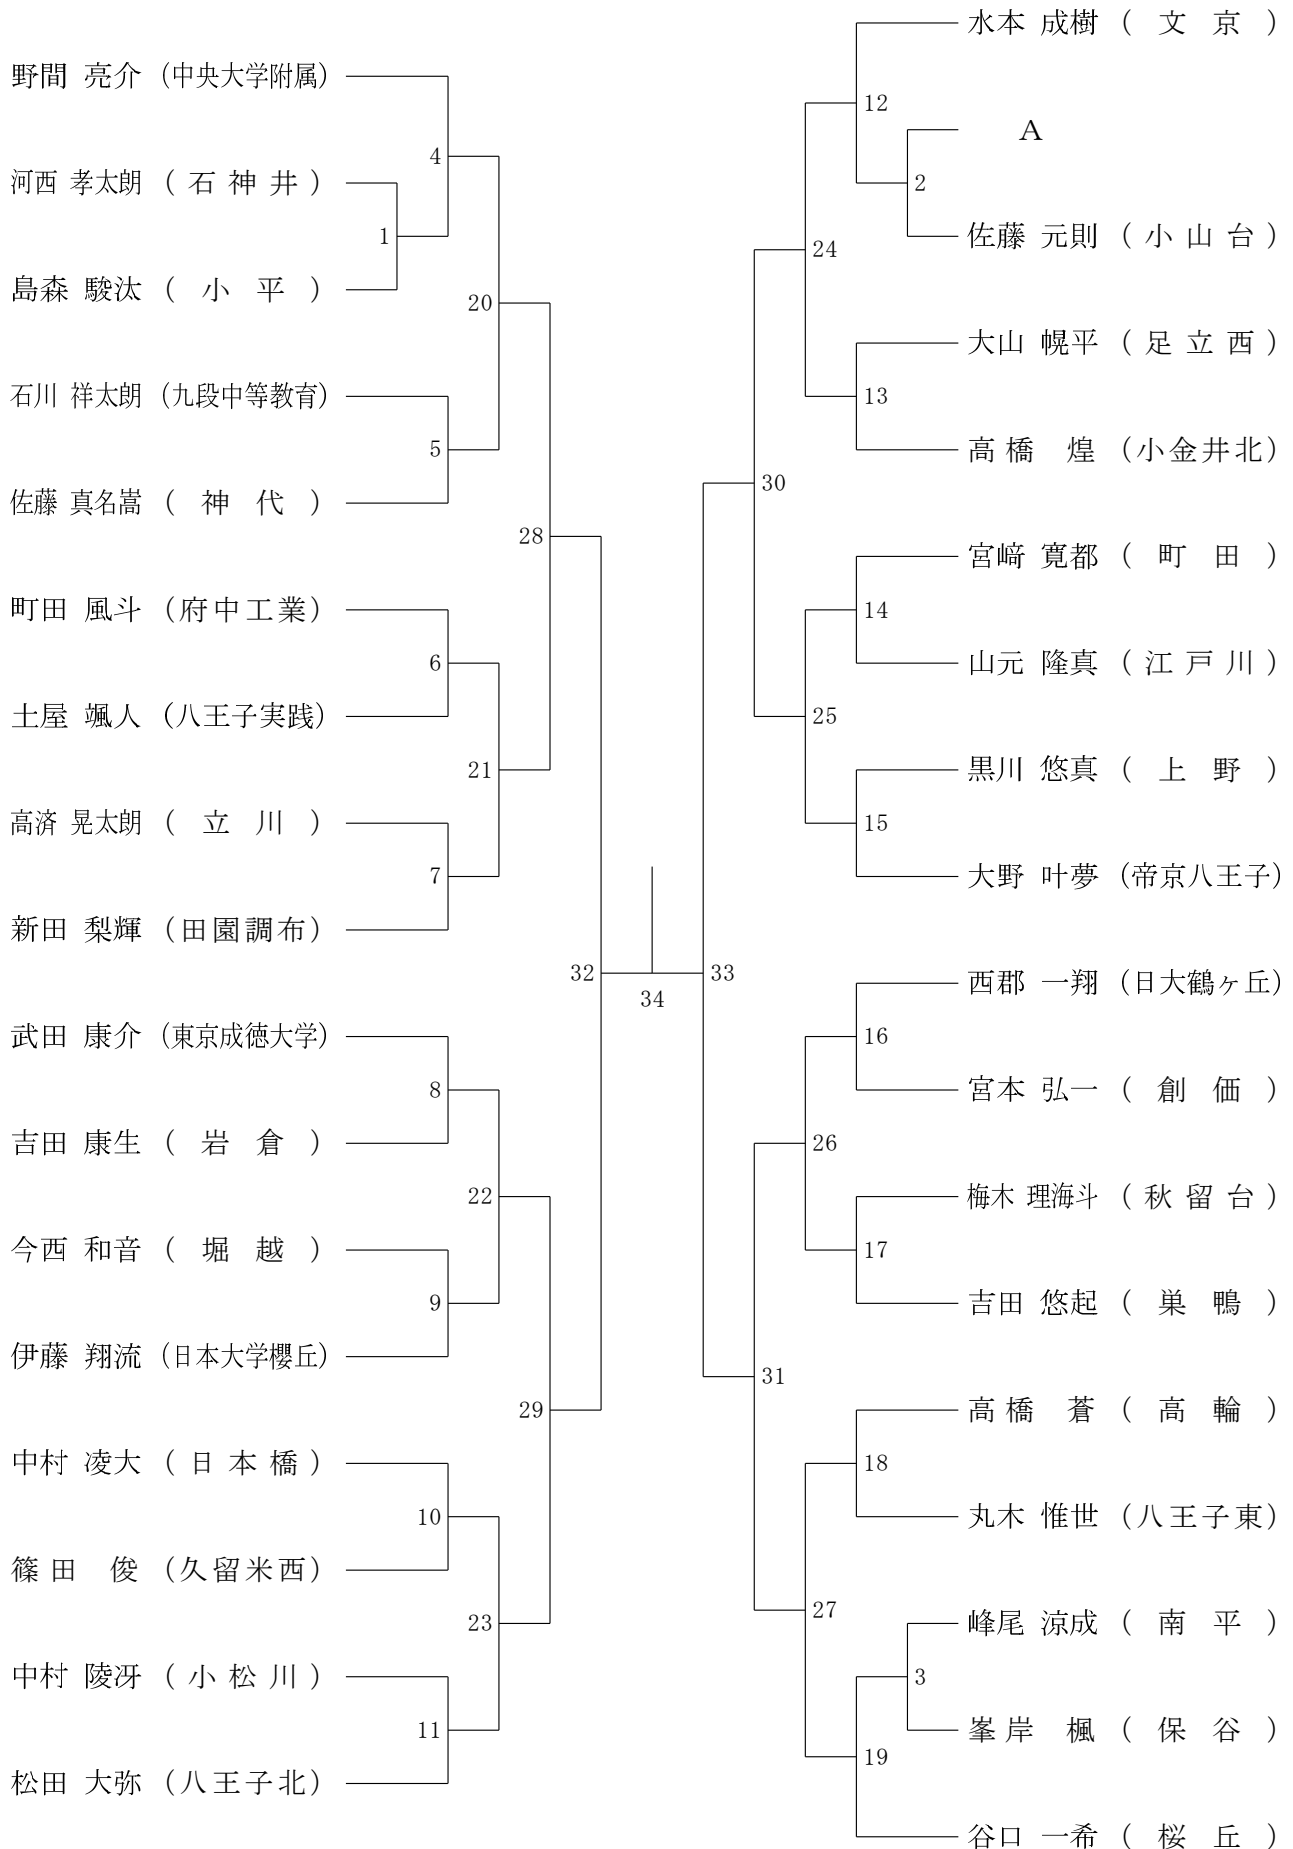 野間 亮介 (中央大学附属)
4
河西 孝太朗 (石神井)
1
島森 駿汰 (小平)
20
石川 祥太朗 (九段中等教育)
5
佐藤 真名嵩 (神代)
28
町田 風斗 (府中工業)
6
土屋 颯人 (八王子実践)
21
高済 晃太朗 (立川)
7
新田 梨輝 (田園調布)
32
武田 康介 (東京成徳大学)
8
吉田 康生 (岩倉)
22
今西 和音 (堀越)
9
伊藤 翔流 (日本大学櫻丘)
29
中村 凌大 (日本橋)
10
篠田 俊 (久留米西)
23
中村 陵冴 (小松川)
11
松田 大弥 (八王子北)
34
水本 成樹 (文京)
12
A
2
佐藤 元則 (小山台)
24
大山 幌平 (足立西)
13
高橋 煌 (小金井北)
30
宮﨑 寛都 (町田)
14
山元 隆真 (江戸川)
25
黒川 悠真 (上野)
15
大野 叶夢 (帝京八王子)
33
西郡 一翔 (日大鶴ヶ丘)
16
宮本 弘一 (創価)
26
梅木 理海斗 (秋留台)
17
吉田 悠起 (巣鴨)
31
高橋 蒼 (高輪)
18
丸木 惟世 (八王子東)
27
峰尾 涼成 (南平)
3
峯岸 楓 (保谷)
19
谷口 一希 (桜丘)